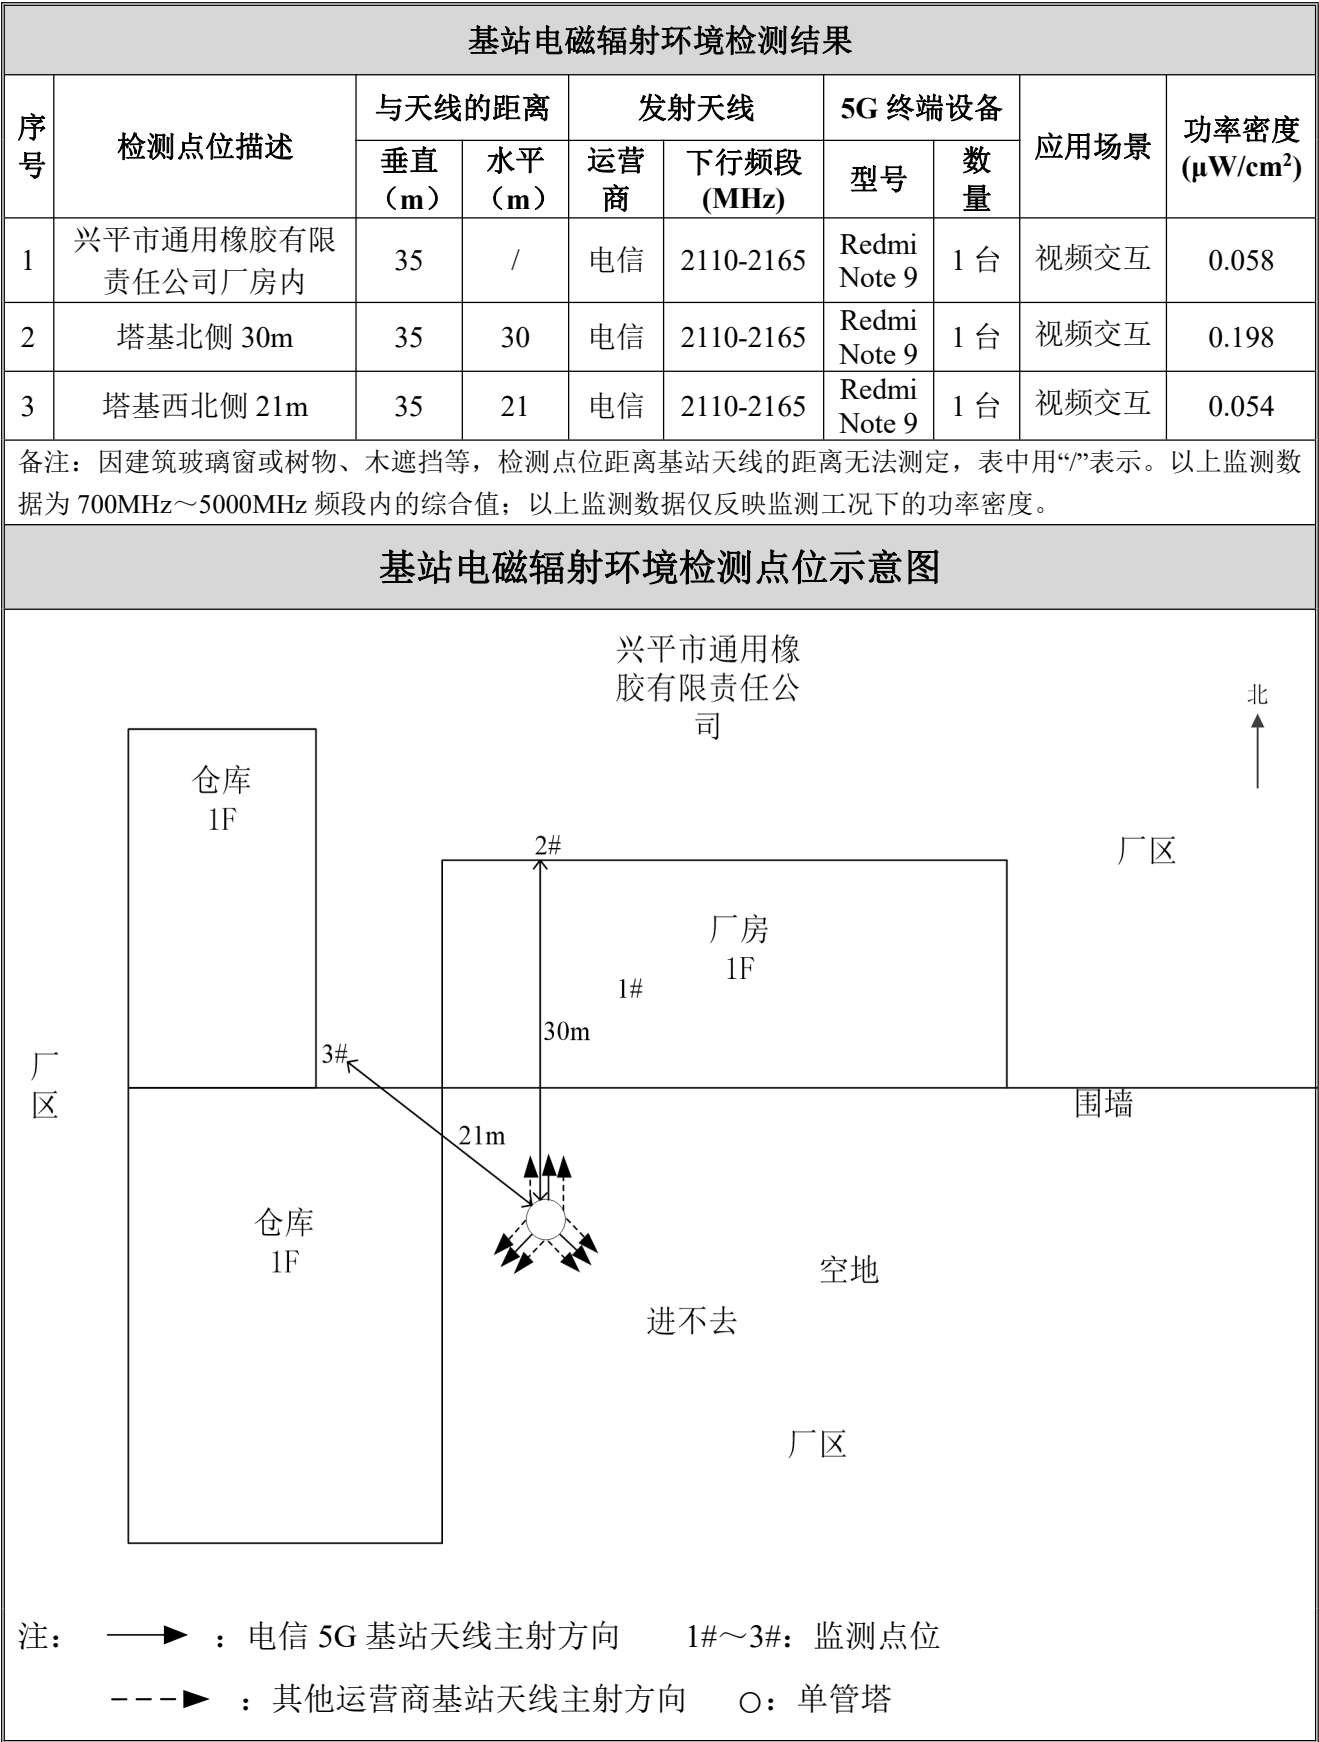 基站电磁辐射环境检测结果
序号
检测点位描述
与天线的距离
发射天线
5G 终端设备
应用场景
功率密度
(μW/cm²)
垂直
（m）
水平
（m）
运营
商
下行频段
(MHz)
型号
数
量
1
兴平市通用橡胶有限
责任公司厂房内
35
/
电信
2110-2165
Redmi
Note 9
1 台
视频交互
0.058
2
塔基北侧 30m
35
30
电信
2110-2165
Redmi
Note 9
1 台
视频交互
0.198
3
塔基西北侧 21m
35
21
电信
2110-2165
Redmi
Note 9
1 台
视频交互
0.054
备注：因建筑玻璃窗或树物、木遮挡等，检测点位距离基站天线的距离无法测定，表中用“/”表示。以上监测数
据为 700MHz～5000MHz 频段内的综合值；以上监测数据仅反映监测工况下的功率密度。
基站电磁辐射环境检测点位示意图
兴平市通用橡
胶有限责任公
司
北
仓库
1F
2#
厂区
厂房
1F
1#
30m
3#
厂
区
围墙
21m
仓库
1F
空地
进不去
厂区
注： ：电信 5G 基站天线主射方向 1#～3#：监测点位
：其他运营商基站天线主射方向 ○：单管塔